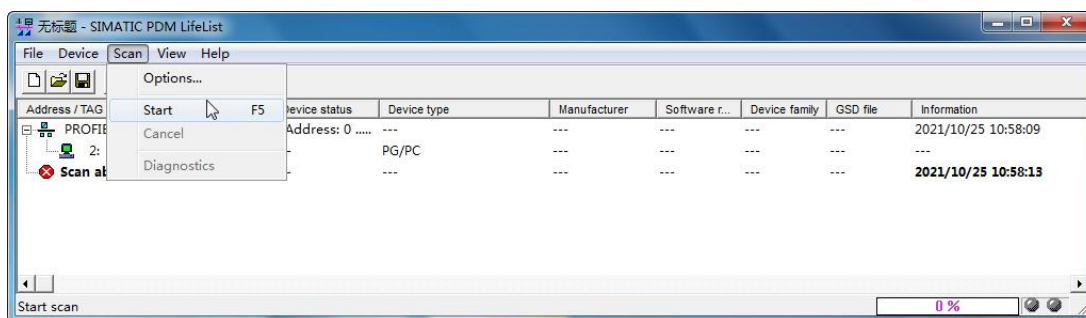 无标题 - SIMATIC PDM LifeList
File Device Scan View Help
Options...
Address / TAG Device status Device type Manufacturer Software r... Device family GSD file Information
Start F5
PROFIB Address: 0 ..... --- --- --- --- --- 2021/10/25 10:58:09
Cancel
2: PG/PC --- --- --- --- ---
Diagnostics
Scan ab - --- --- --- --- --- 2021/10/25 10:58:13
Start scan 0 %